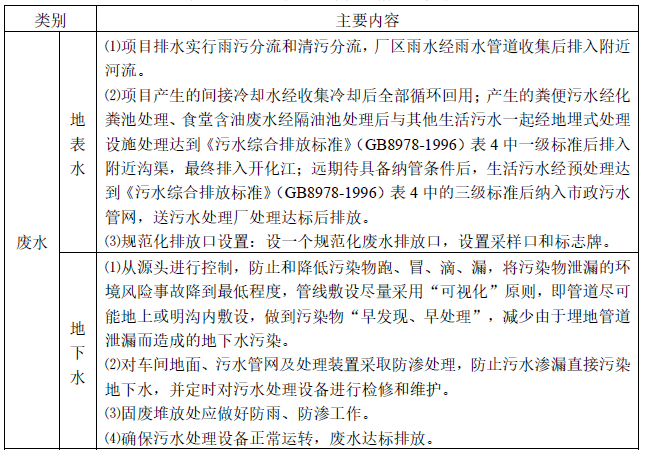 类别 主要内容
⑴项目排水实行雨污分流和清污分流，厂区雨水经雨水管道收集后排入附近
河流。
⑵项目产生的间接冷却水经收集冷却后全部循环回用；产生的粪便污水经化
粪池处理、食堂含油废水经隔油池处理后与其他生活污水一起经地埋式处理
设施处理达到《污水综合排放标准》（GB8978-1996）表 4 中一级标准后排入
附近沟渠，最终排入开化江；远期待具备纳管条件后，生活污水经预处理达
到《污水综合排放标准》（GB8978-1996）表 4 中的三级标准后纳入市政污水
管网，送污水处理厂处理达标后排放。
⑶规范化排放口设置：设一个规范化废水排放口，设置采样口和标志牌。
地
表
水
废水
⑴从源头进行控制，防止和降低污染物跑、冒、滴、漏，将污染物泄漏的环
境风险事故降到最低程度，管线敷设尽量采用“可视化”原则，即管道尽可
能地上或明沟内敷设，做到污染物“早发现、早处理”，减少由于埋地管道
泄漏而造成的地下水污染。
⑵对车间地面、污水管网及处理装置采取防渗处理，防止污水渗漏直接污染
地下水，并定时对污水处理设备进行检修和维护。
⑶固废堆放处应做好防雨、防渗工作。
⑷确保污水处理设备正常运转，废水达标排放。
地
下
水